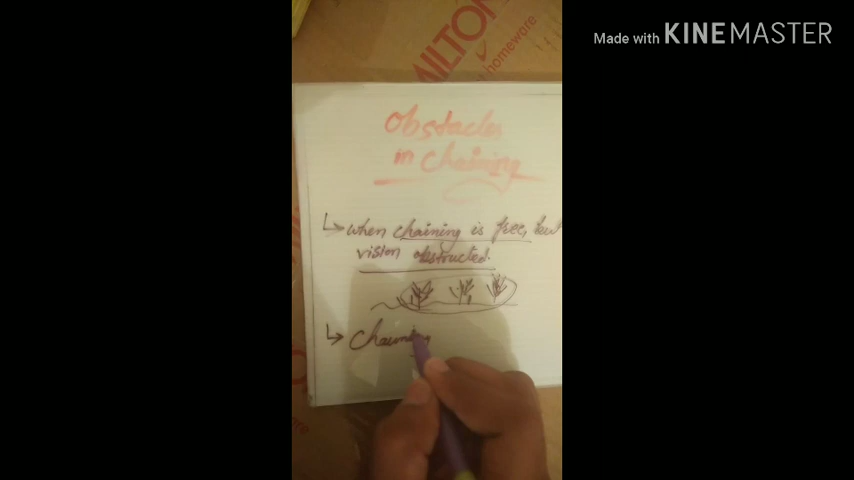 Made with KINEMASTER
MILTON
homeware
Obstacles
in Chaining
↳ when chaining is free, but
vision obstructed.
↳ Chaining